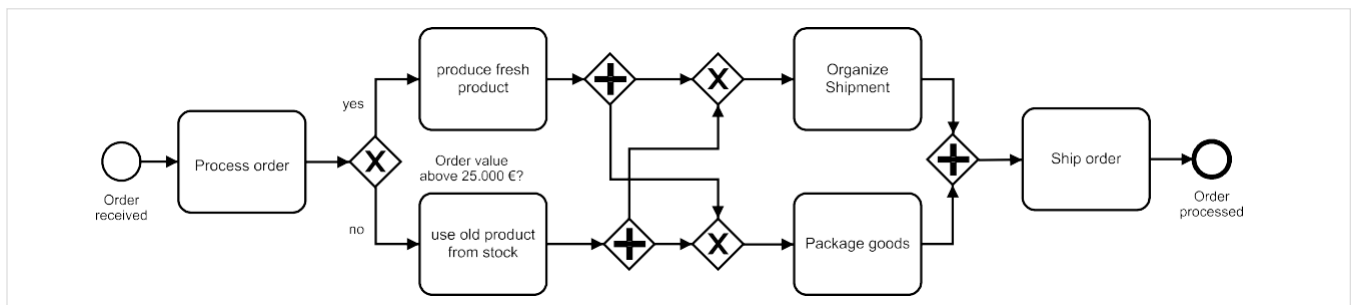 Order
received
Process order
yes
no
produce fresh
product
Order value
above 25.000 €?
use old product
from stock
Organize
Shipment
Package goods
Ship order
Order
processed